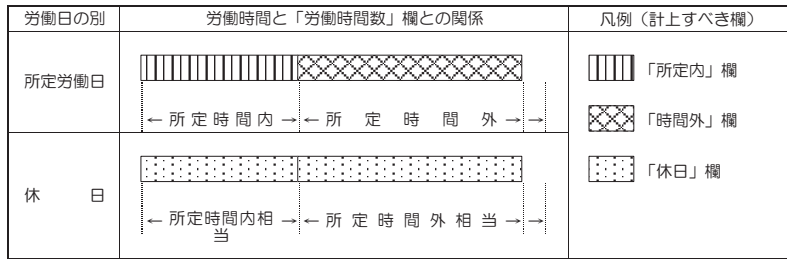 労働日の別
労働時間と「労働時間数」欄との関係
凡例（計上すべき欄）
所定労働日
←所定時間内→←所定時間外→→
「所定内」欄
「時間外」欄
「休日」欄
休日
←所定時間内相当→←所定時間外相当→→